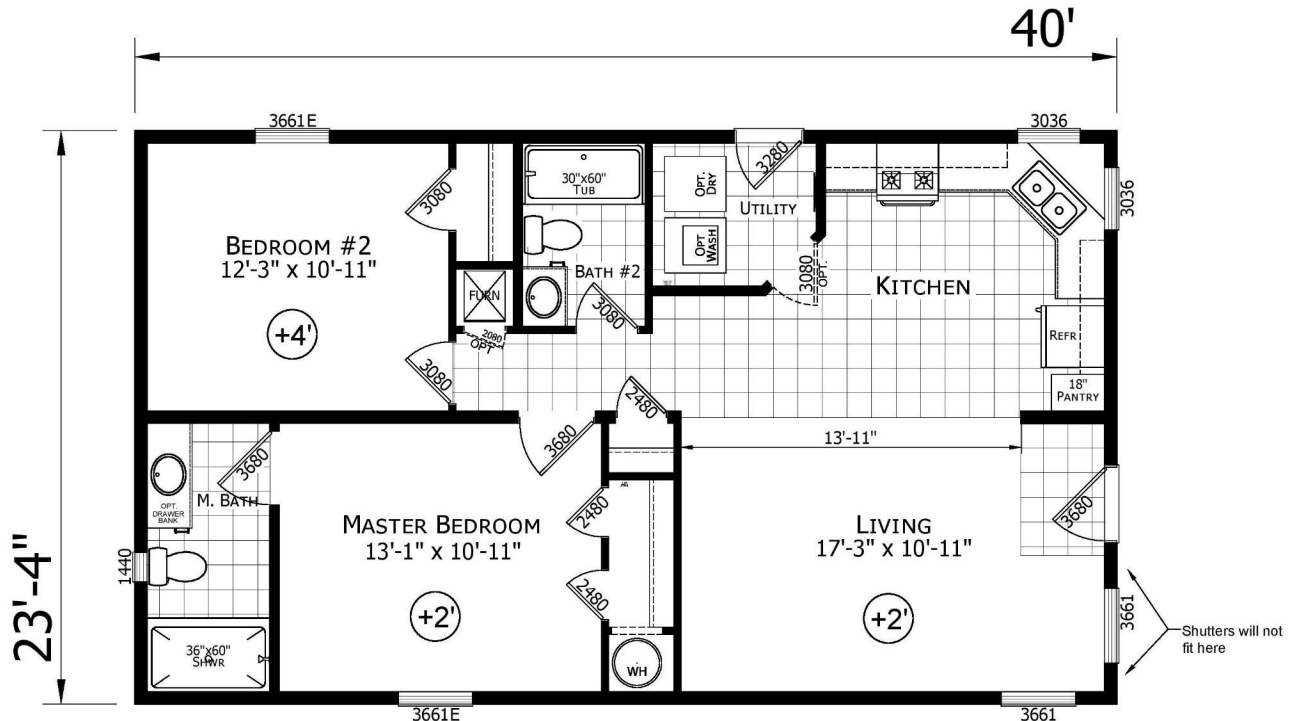 40'
3661E
3036
3280
30"x60"
TUB
OPT.
DRY
3036
3080
UTILITY
BEDROOM #2
12'-3" x 10'-11"
OPT
WASH
BATH #2
3080
OPT.
KITCHEN
FURN
+4'
2080
OPT
3080
REFR
3080
18"
PANTRY
2480
13'-11"
3680
3680
M. BATH
OPT.
DRAWER
BANK
2480
MASTER BEDROOM
13'-1" x 10'-11"
LIVING
17'-3" x 10'-11"
3680
23'-4"
1440
2480
+2'
+2'
3661
Shutters will not
fit here
36"x60"
SHWR
WH
3661E
3661